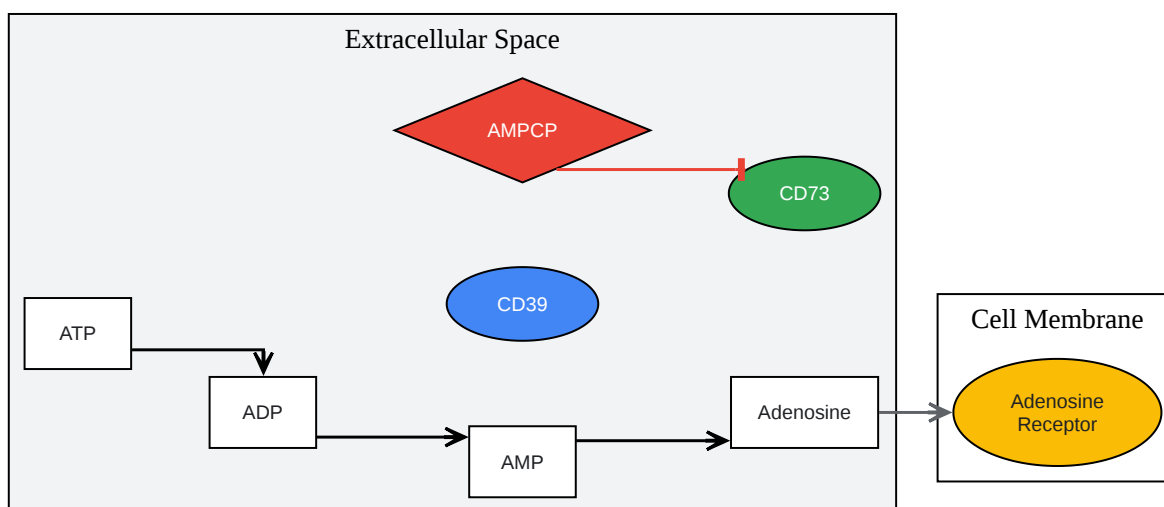 Extracellular Space
AMPCP
CD73
CD39
ATP
ADP
AMP
Adenosine
Cell Membrane
Adenosine
Receptor